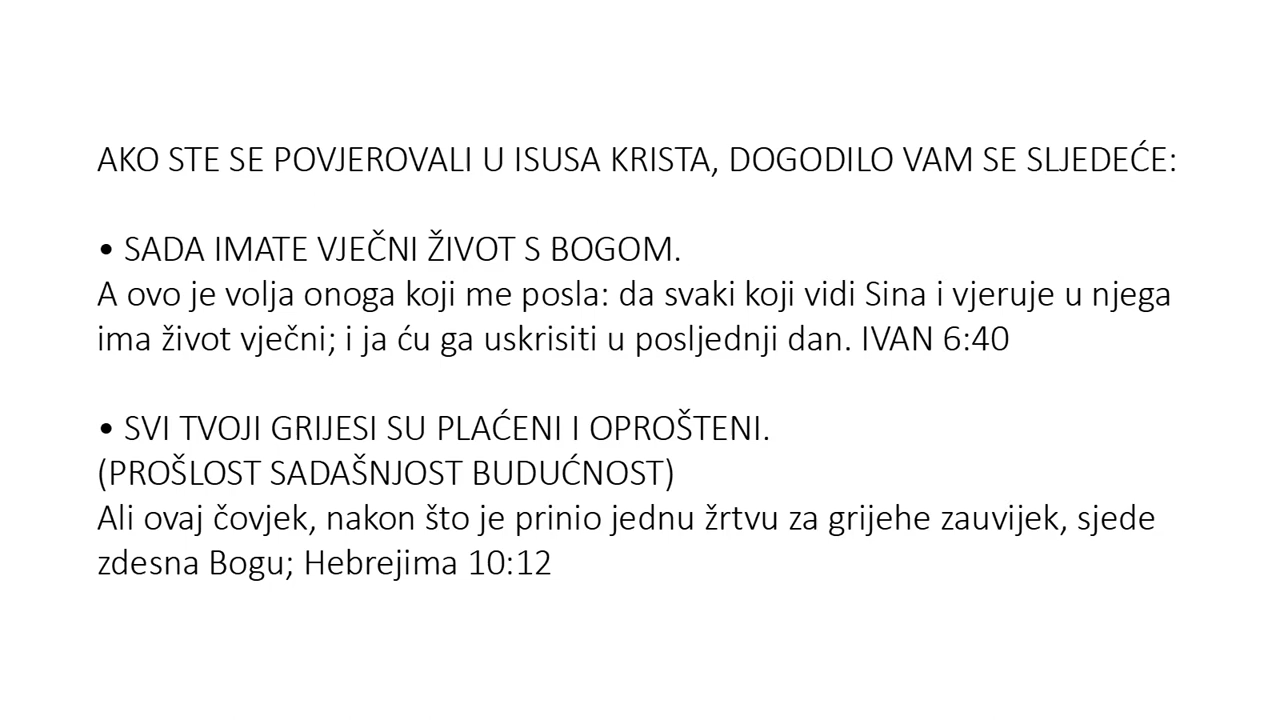 AKO STE SE POVJEROVALI U ISUSA KRISTA, DOGODILO VAM SE SLJEDEĆE:
• SADA IMATE VJEČNI ŽIVOT S BOGOM.
A ovo je volja onoga koji me posla: da svaki koji vidi Sina i vjeruje u njega
ima život vječni; i ja ću ga uskrisiti u posljednji dan. IVAN 6:40
• SVI TVOJI GRIJESI SU PLAĆENI I OPROŠTENI.
(PROŠLOST SADAŠNJOST BUDUĆNOST)
Ali ovaj čovjek, nakon što je prinio jednu žrtvu za grijehe zauvijek, sjede
zdesna Bogu; Hebrejima 10:12